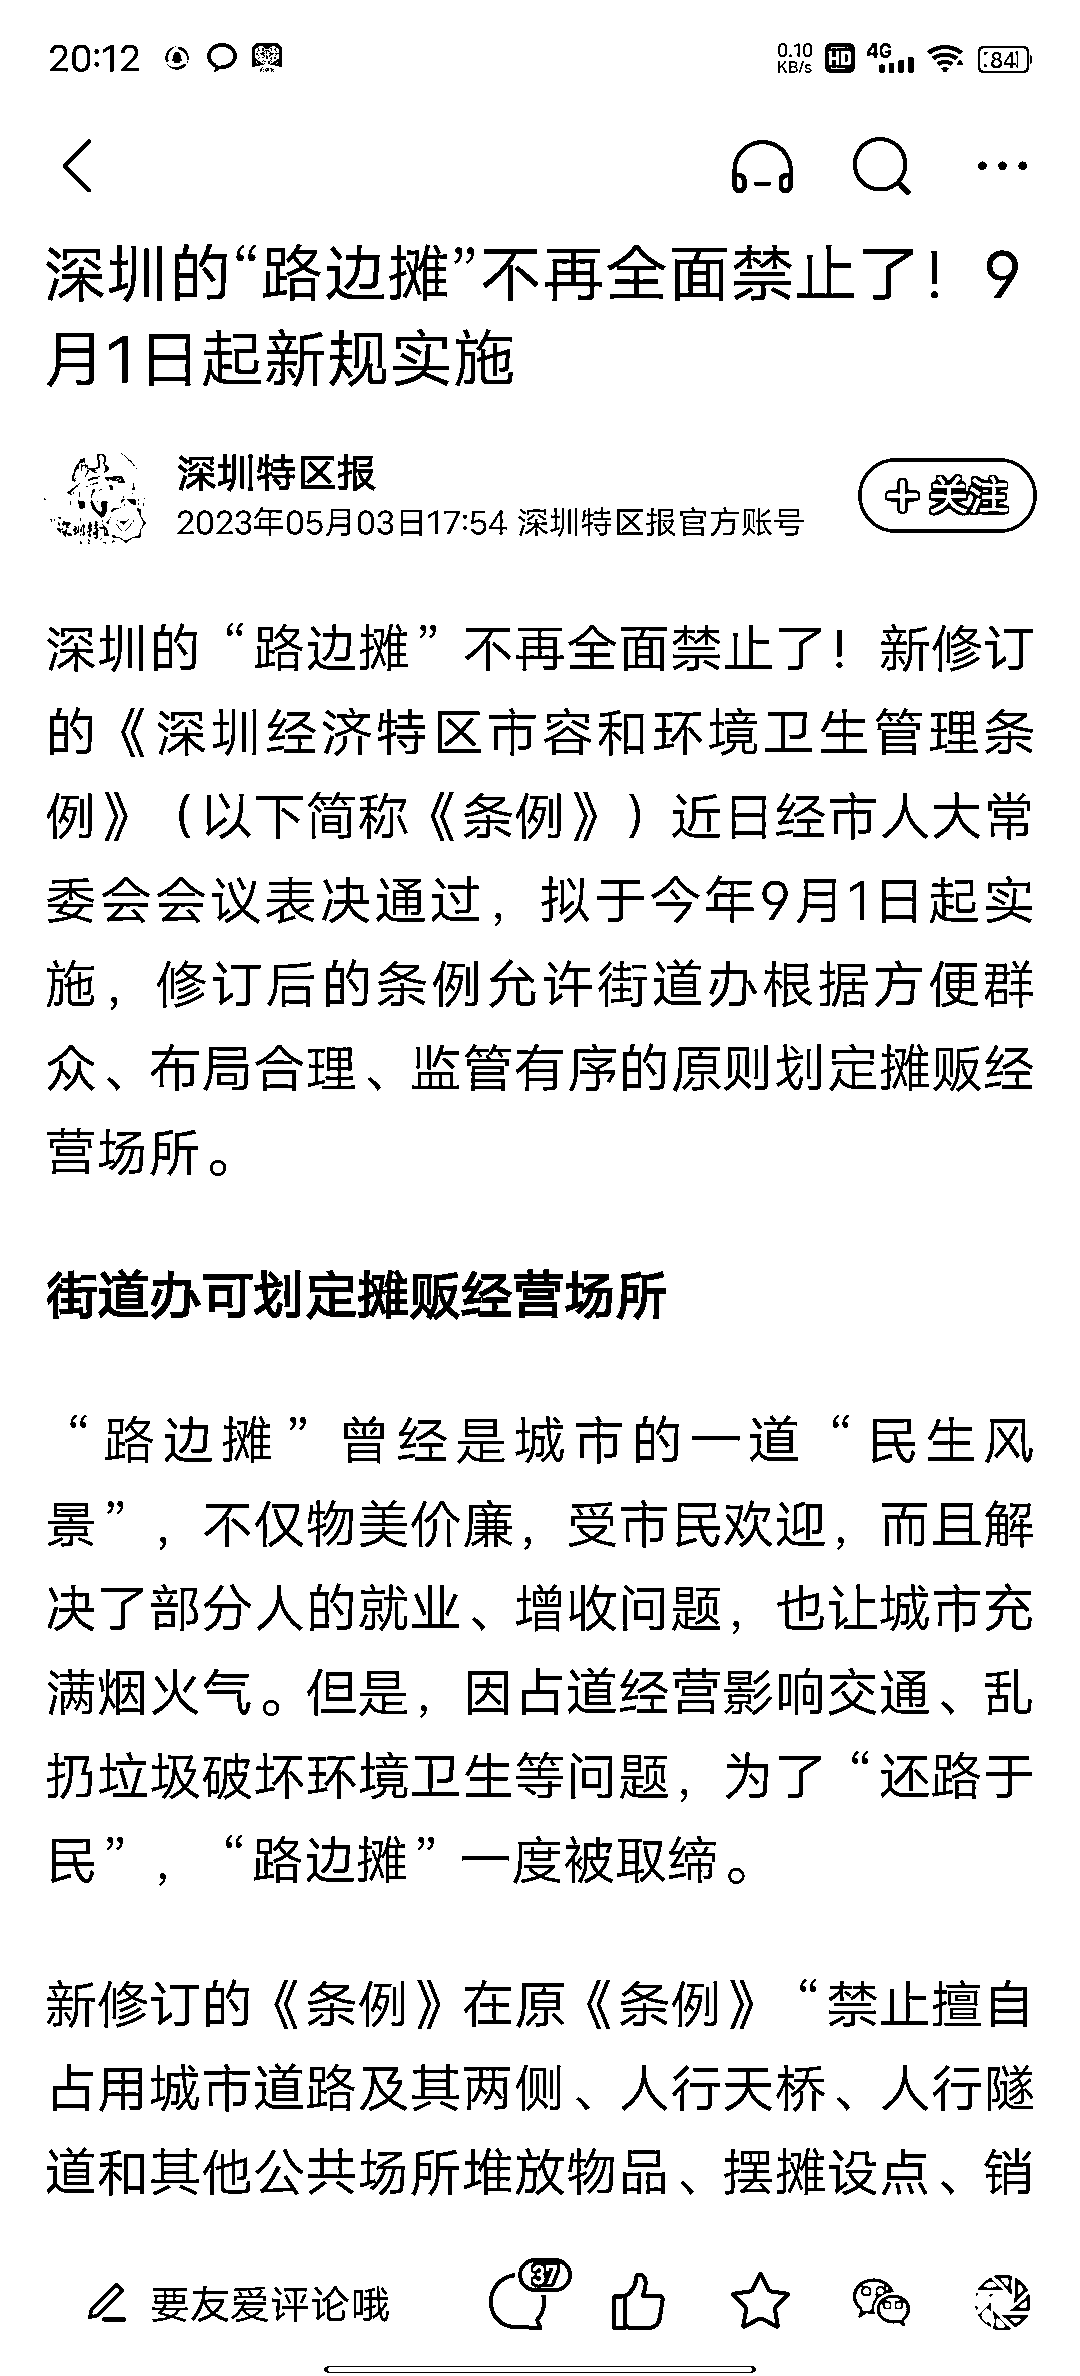 20:12 0.10 KB/s HD 4G 84
深圳的“路边摊”不再全面禁止了！9
月1日起新规实施
深圳特区报
2023年05月03日17:54 深圳特区报官方账号
关注
深圳的“路边摊”不再全面禁止了！新修订
的《深圳经济特区市容和环境卫生管理条
例》（以下简称《条例》）近日经市人大常
委会会议表决通过，拟于今年9月1日起实
施，修订后的条例允许街道办根据方便群
众、布局合理、监管有序的原则划定摊贩经
营场所。
街道办可划定摊贩经营场所
“路边摊”曾经是城市的一道“民生风
景”，不仅物美价廉，受市民欢迎，而且解
决了部分人的就业、增收问题，也让城市充
满烟火气。但是，因占道经营影响交通、乱
扔垃圾破坏环境卫生等问题，为了“还路于
民”，“路边摊”一度被取缔。
新修订的《条例》在原《条例》“禁止擅自
占用城市道路及其两侧、人行天桥、人行隧
道和其他公共场所堆放物品、摆摊设点、销
要友爱评论哦 37